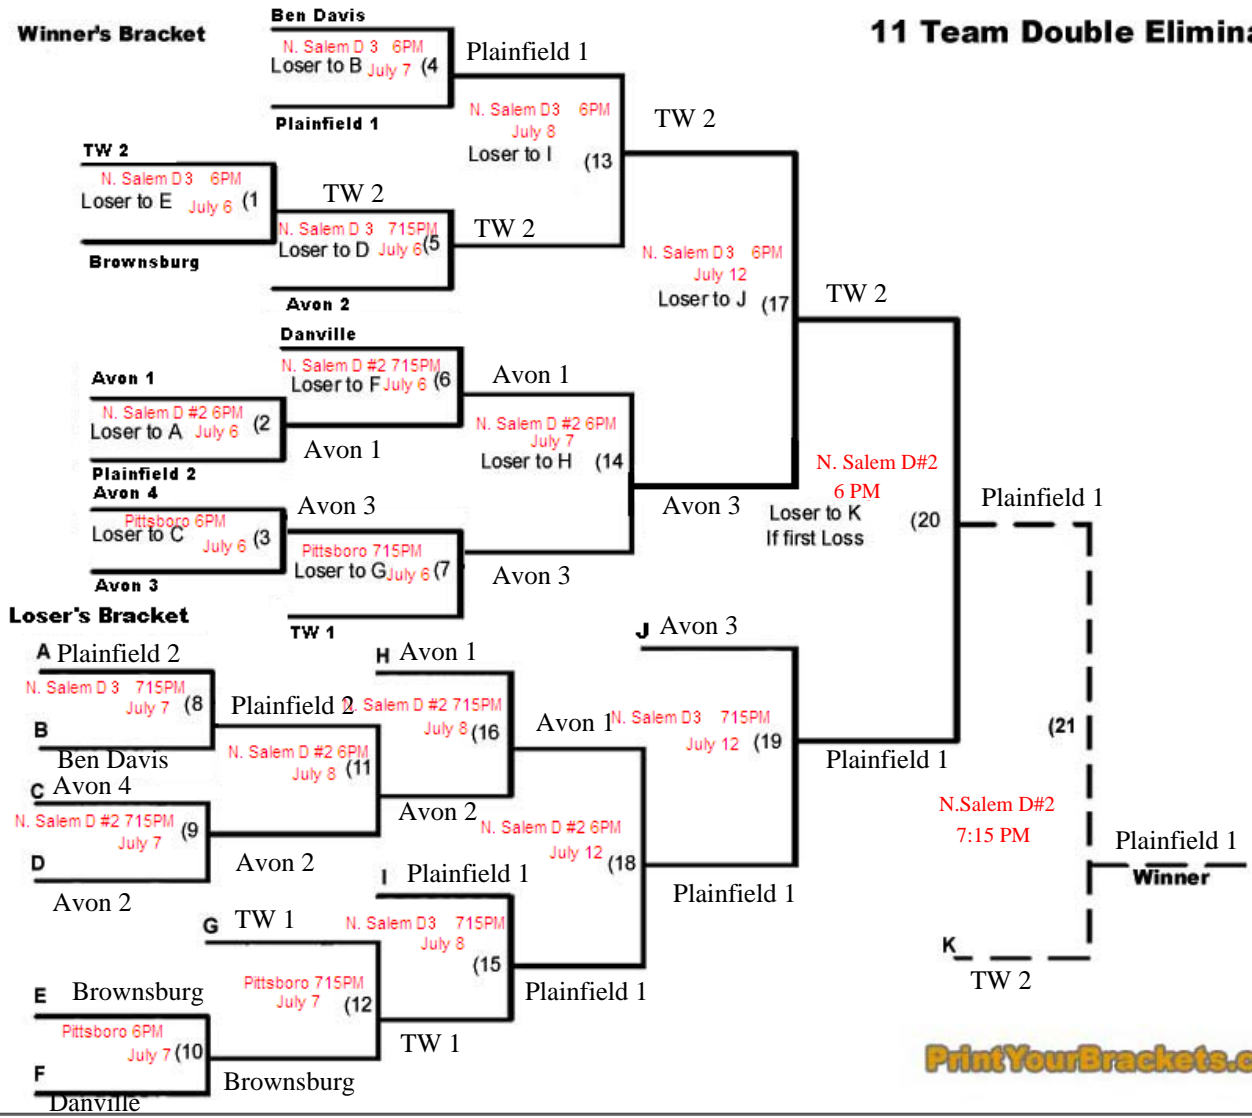 Winner's Bracket
11 Team Double Elimina
Ben Davis
N. Salem D 3 6PM
Loser to B July 7 (4
Plainfield 1
Plainfield 1
N. Salem D3 6PM
July 8
Loser to I (13
TW 2
TW 2
N. Salem D3 6PM
Loser to E July 6 (1
Brownsburg
TW 2
N. Salem D 3 715PM
Loser to D July 6 (5
TW 2
Avon 2
N. Salem D3 6PM
July 12
Loser to J (17
TW 2
Danville
N. Salem D #2 715PM
Loser to F July 6 (6
Avon 1
Avon 1
N. Salem D #2 6PM
Loser to A July 6 (2
Avon 1
Plainfield 2
N. Salem D #2 6PM
July 7
Loser to H (14
Avon 3
Avon 4
Pittsboro 6PM
Loser to C July 6 (3
Avon 3
Avon 3
Pittsboro 715PM
Loser to G July 6 (7
Avon 3
TW 1
N. Salem D#2
6 PM
Loser to K (20
If first Loss
Plainfield 1
Loser's Bracket
A Plainfield 2
N. Salem D 3 715PM
July 7 (8
B
Ben Davis
Plainfield 2
C Avon 4
N. Salem D #2 715PM
July 7 (9
D
Avon 2
Avon 2
N. Salem D #2 6PM
July 8 (11
Avon 2
H Avon 1
N. Salem D #2 715PM
July 8 (16
Avon 1
J Avon 3
N. Salem D3 715PM
July 12 (19
Plainfield 1
N. Salem D #2 6PM
July 12 (18
Plainfield 1
I Plainfield 1
N. Salem D3 715PM
July 8
(15
Plainfield 1
G TW 1
Pittsboro 715PM
July 7 (12
TW 1
E Brownsburg
Pittsboro 6PM
July 7 (10
F
Danville
Brownsburg
(21
N.Salem D#2
7:15 PM
Plainfield 1
Winner
K
TW 2
PrintYourBrackets.c